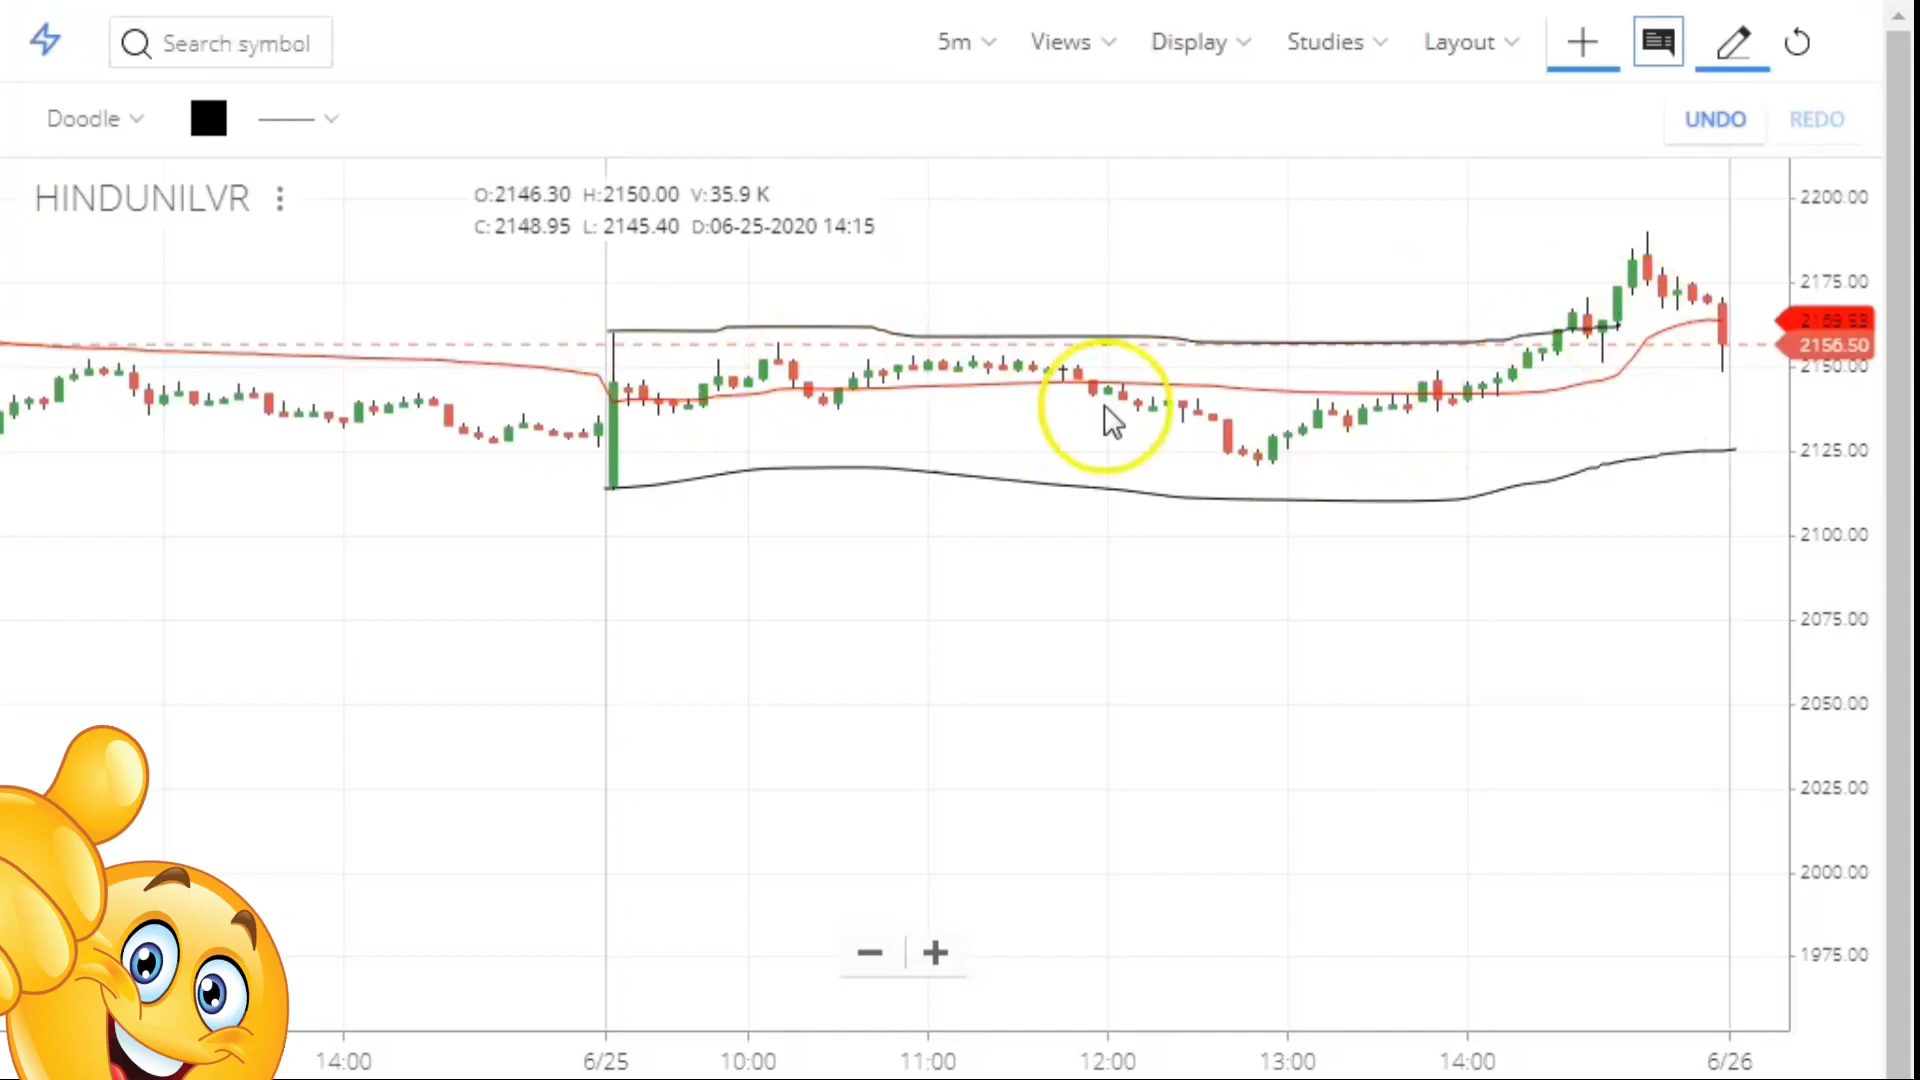 Search symbol
5m Views Display Studies Layout
Doodle
UNDO REDO
HINDUNILVR
O:2146.30 H:2150.00 V:35.9 K
C:2148.95 L:2145.40 D:06-25-2020 14:15
2200.00
2175.00
2156.50
2150.00
2125.00
2100.00
2075.00
2050.00
2025.00
2000.00
1975.00
14:00 6/25 10:00 11:00 12:00 13:00 14:00 6/26